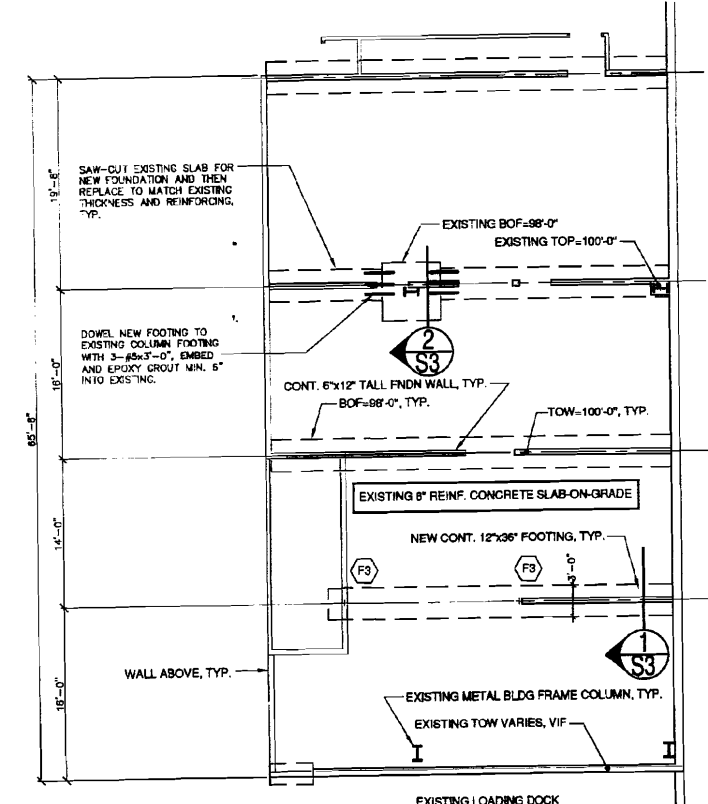 SAW-CUT EXISTING SLAB FOR
NEW FOUNDATION AND THEN
REPLACE TO MATCH EXISTING
THICKNESS AND REINFORCING,
TYP.
19'-8"
EXISTING BOF=98'-0"
EXISTING TOP=100'-0"
DOWEL NEW FOOTING TO
EXISTING COLUMN FOOTING
WITH 3-#5x3'-0", EMBED
AND EPOXY GROUT MIN. 6"
INTO EXISTING.
2
S3
16'-0"
65'-8"
CONT. 6"x12" TALL FNDN WALL, TYP.
BOF=98'-0", TYP.
TOW=100'-0", TYP.
EXISTING 6" REINF. CONCRETE SLAB-ON-GRADE
NEW CONT. 12"x36" FOOTING, TYP.
14'-0"
F3
F3
3'-0"
1
S3
WALL ABOVE, TYP.
16'-0"
EXISTING METAL BLDG FRAME COLUMN, TYP.
EXISTING TOW VARIES, VIF
EXISTING LOADING DOCK